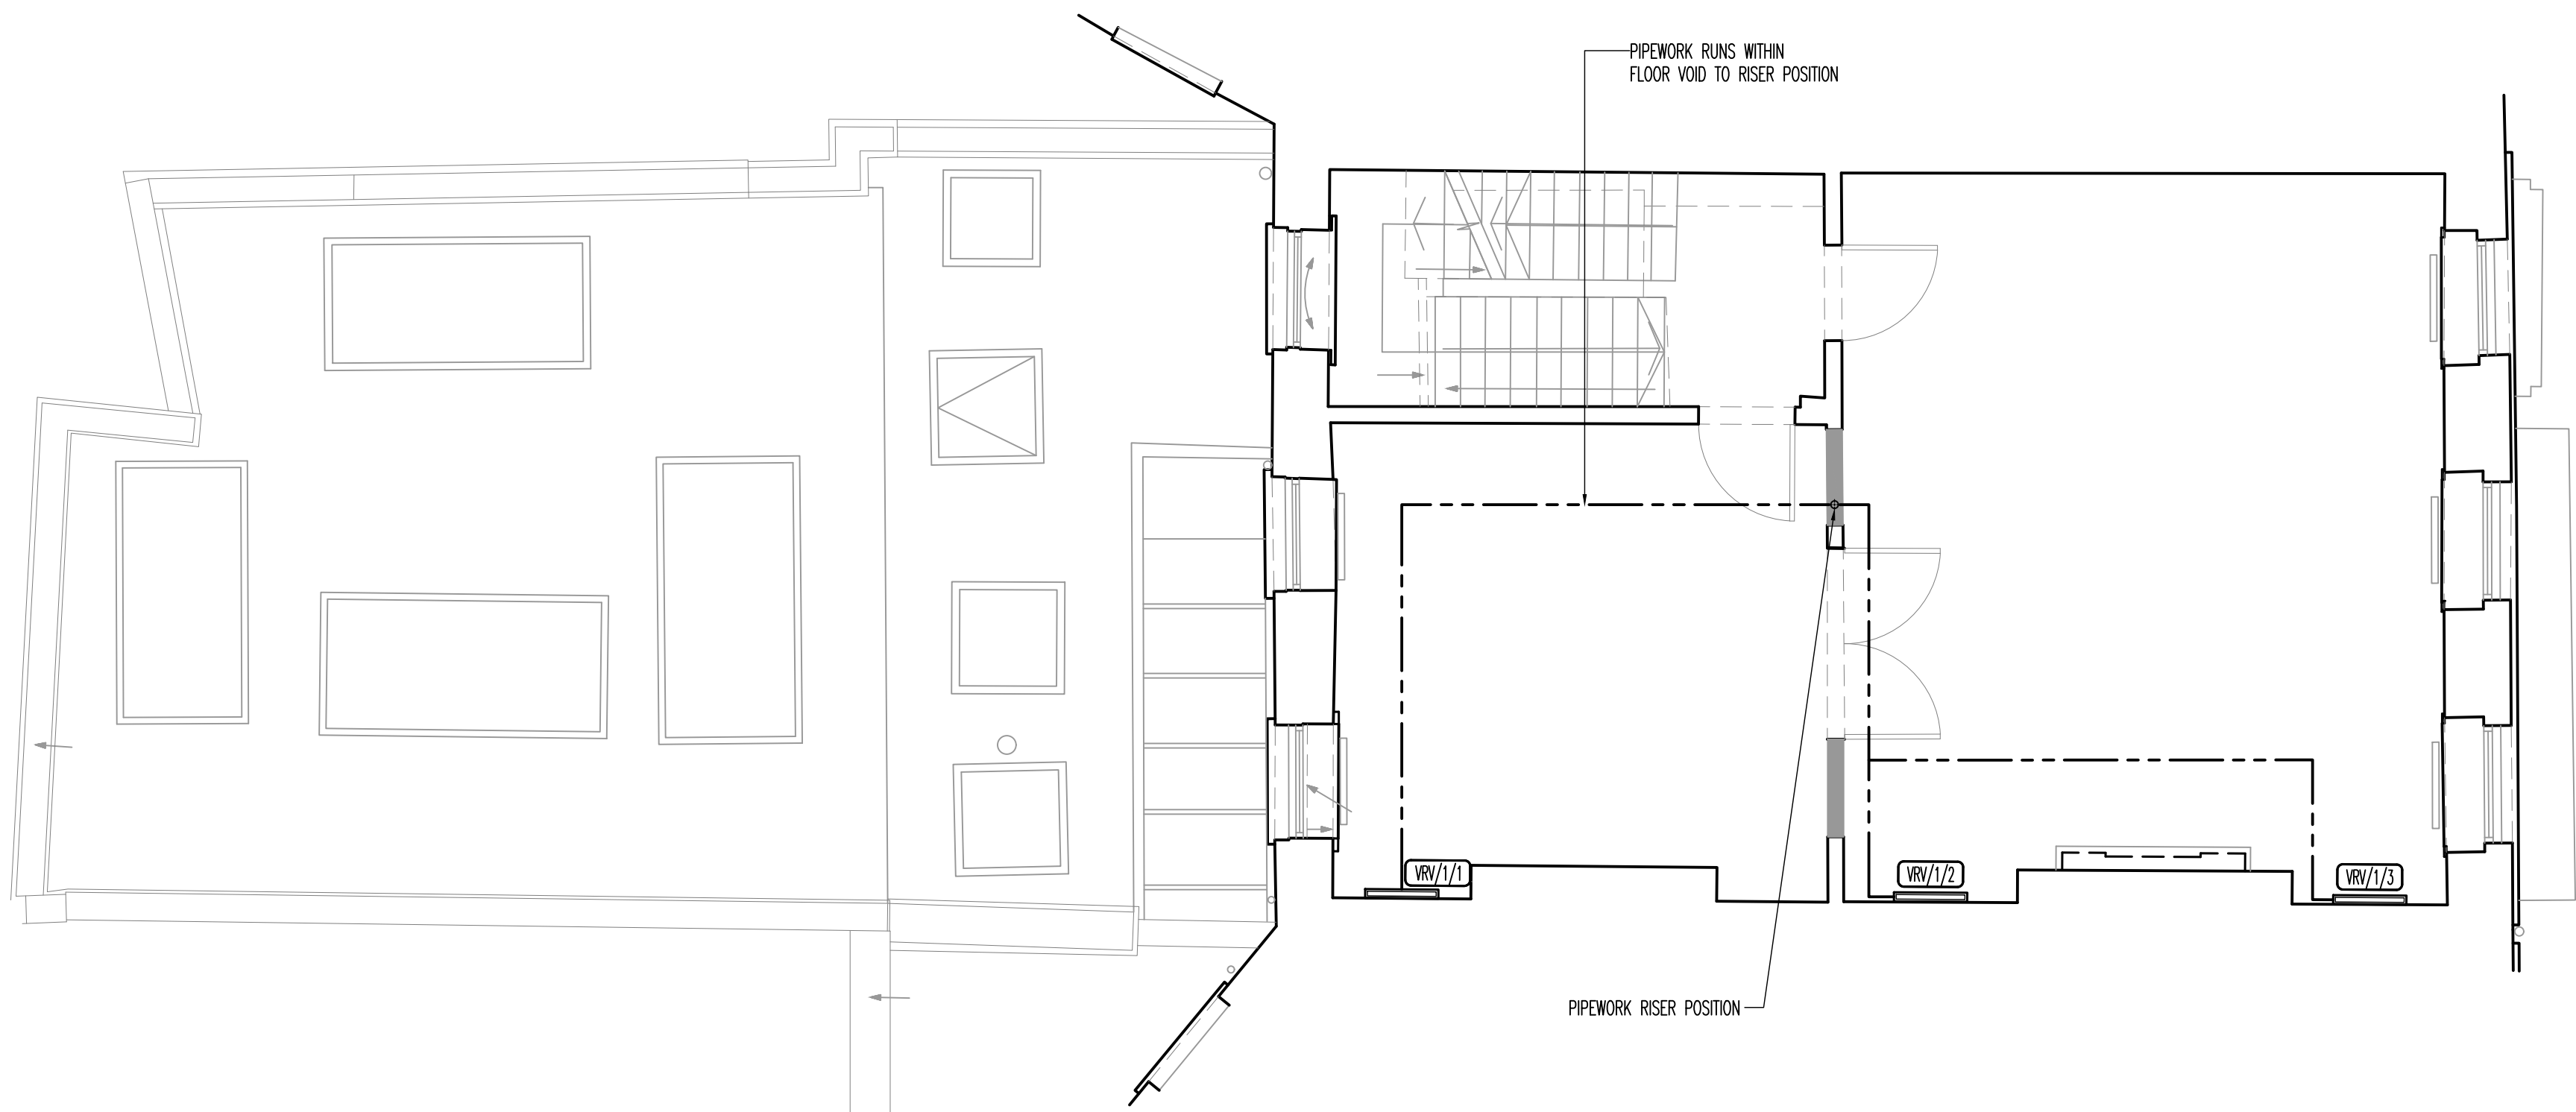 PIPEWORK RUNS WITHIN
FLOOR VOID TO RISER POSITION
VRV/1/1
VRV/1/2
VRV/1/3
PIPEWORK RISER POSITION